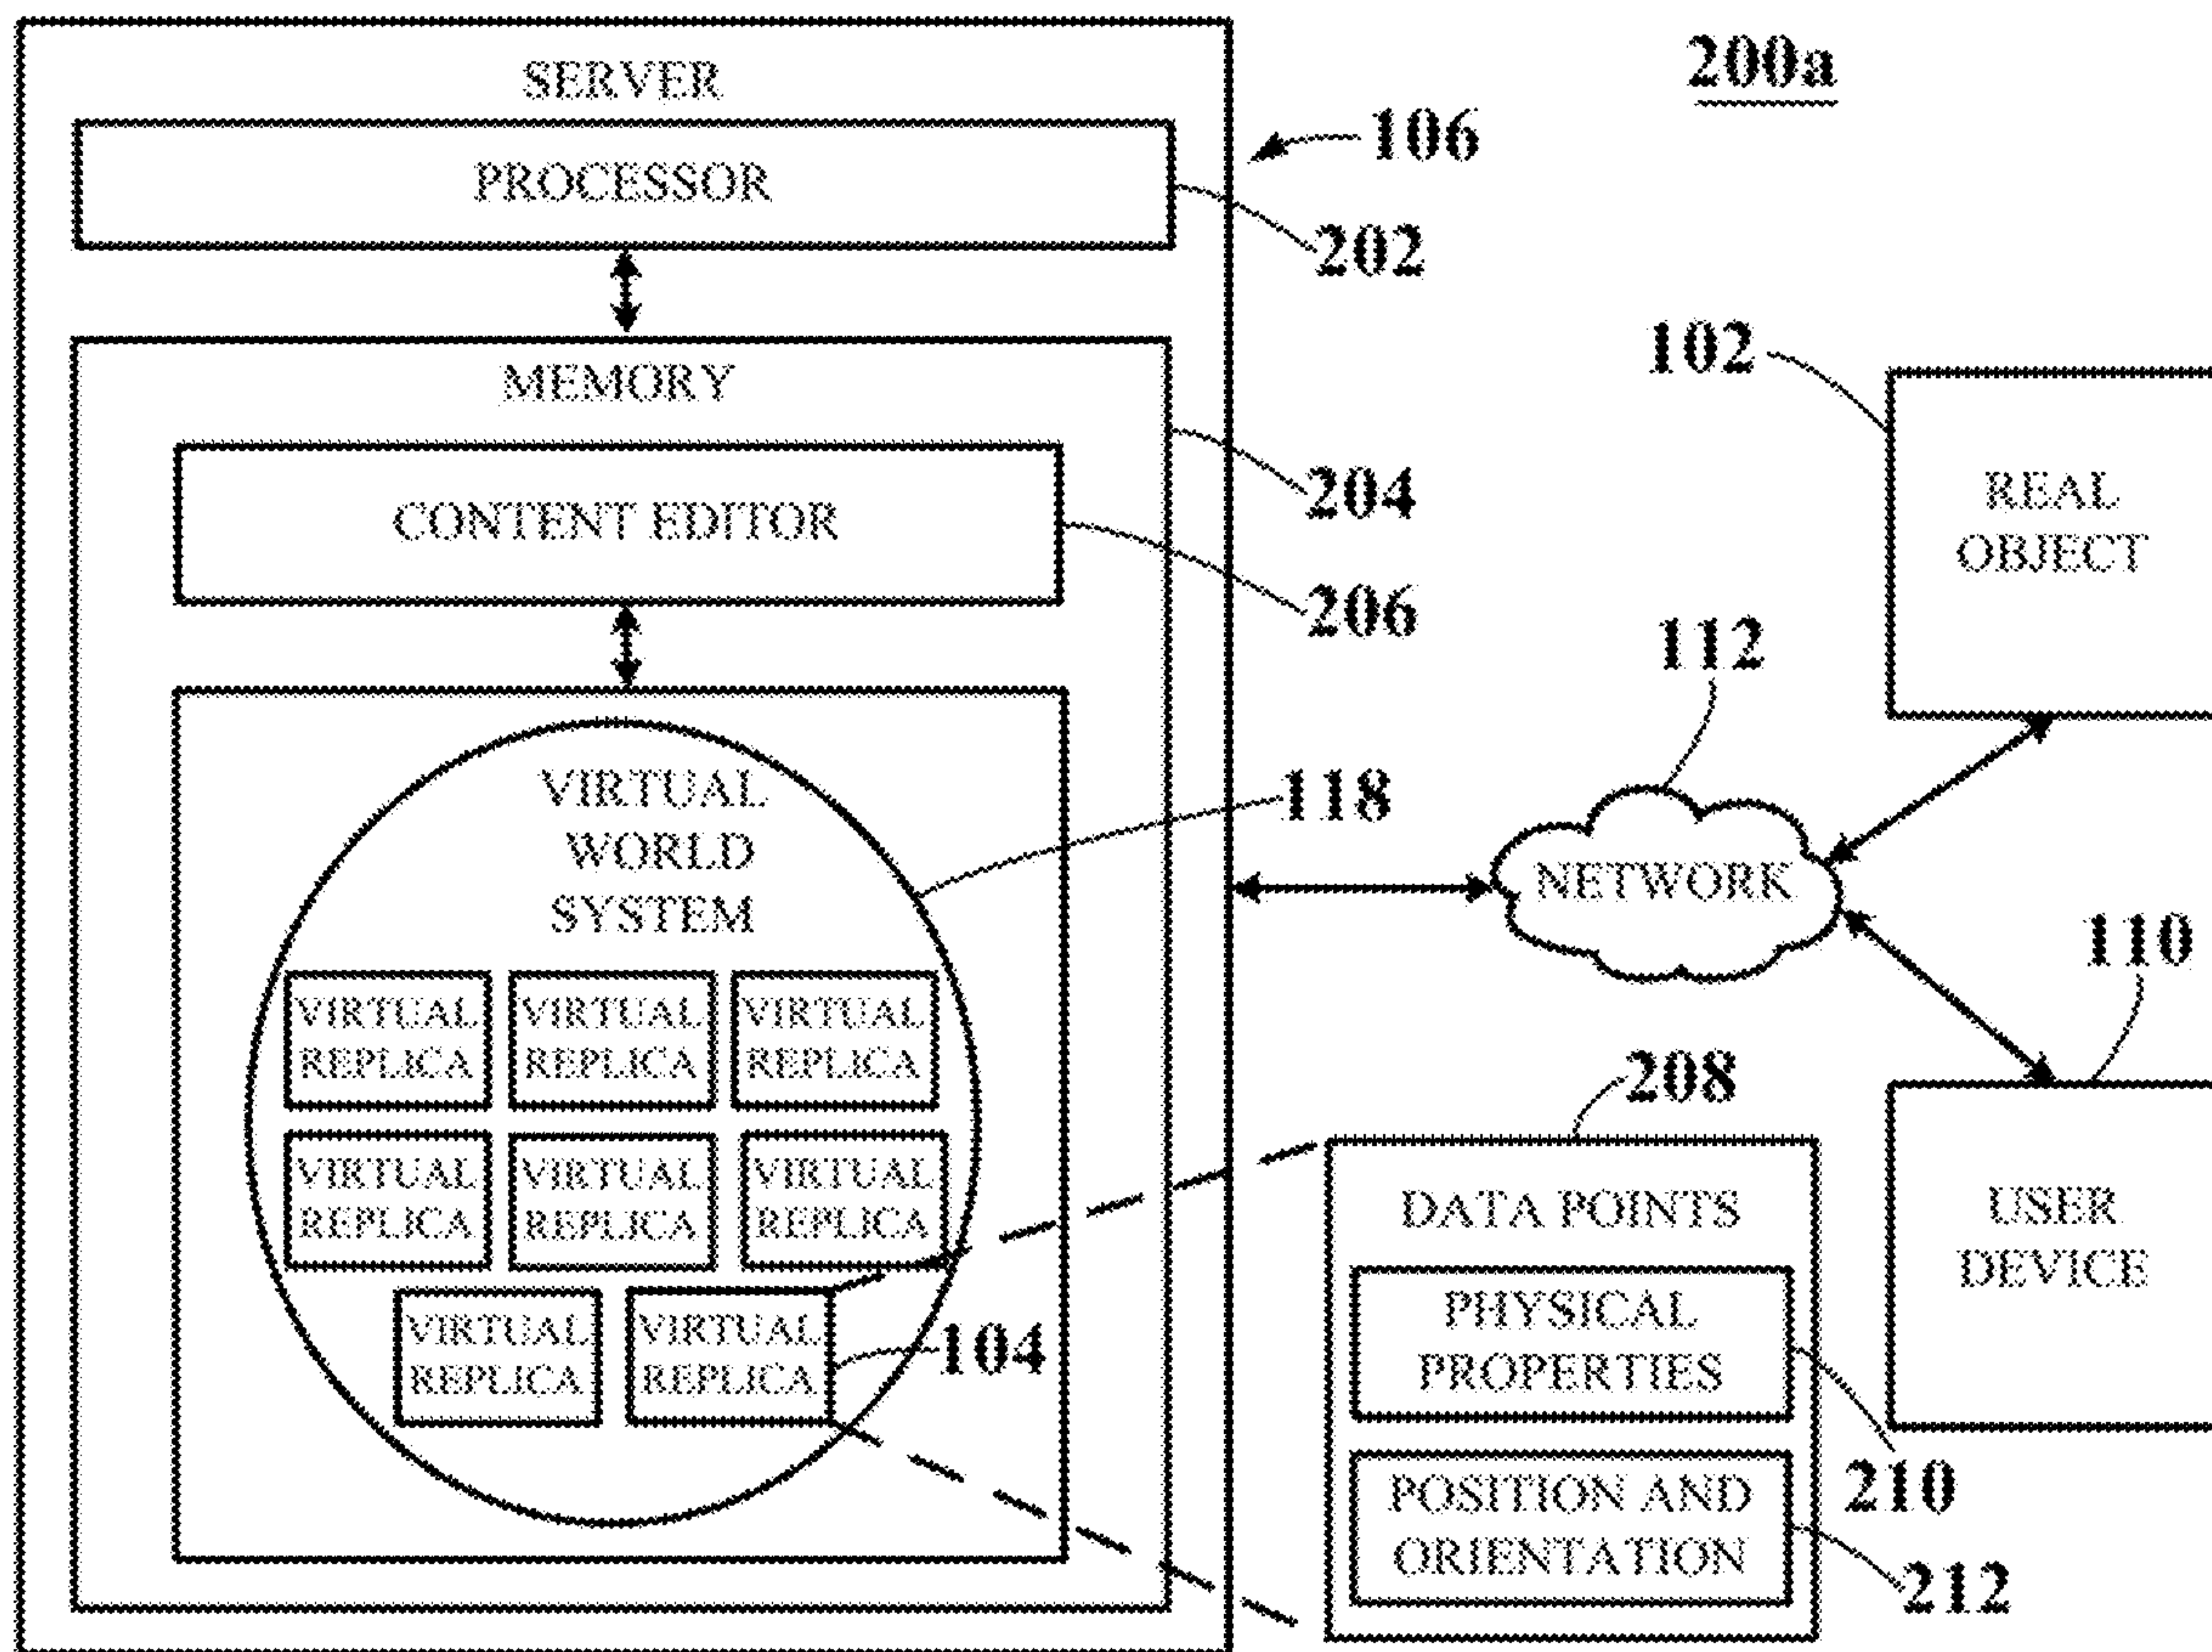 SERVER
200a
106
PROCESSOR
202
102
MEMORY
204
CONTENT EDITOR
206
REAL
OBJECT
112
VIRTUAL
WORLD
SYSTEM
118
NETWORK
110
VIRTUAL
REPLICA
VIRTUAL
REPLICA
VIRTUAL
REPLICA
208
VIRTUAL
REPLICA
VIRTUAL
REPLICA
VIRTUAL
REPLICA
DATA POINTS
USER
DEVICE
VIRTUAL
REPLICA
VIRTUAL
REPLICA
104
PHYSICAL
PROPERTIES
210
POSITION AND
ORIENTATION
212